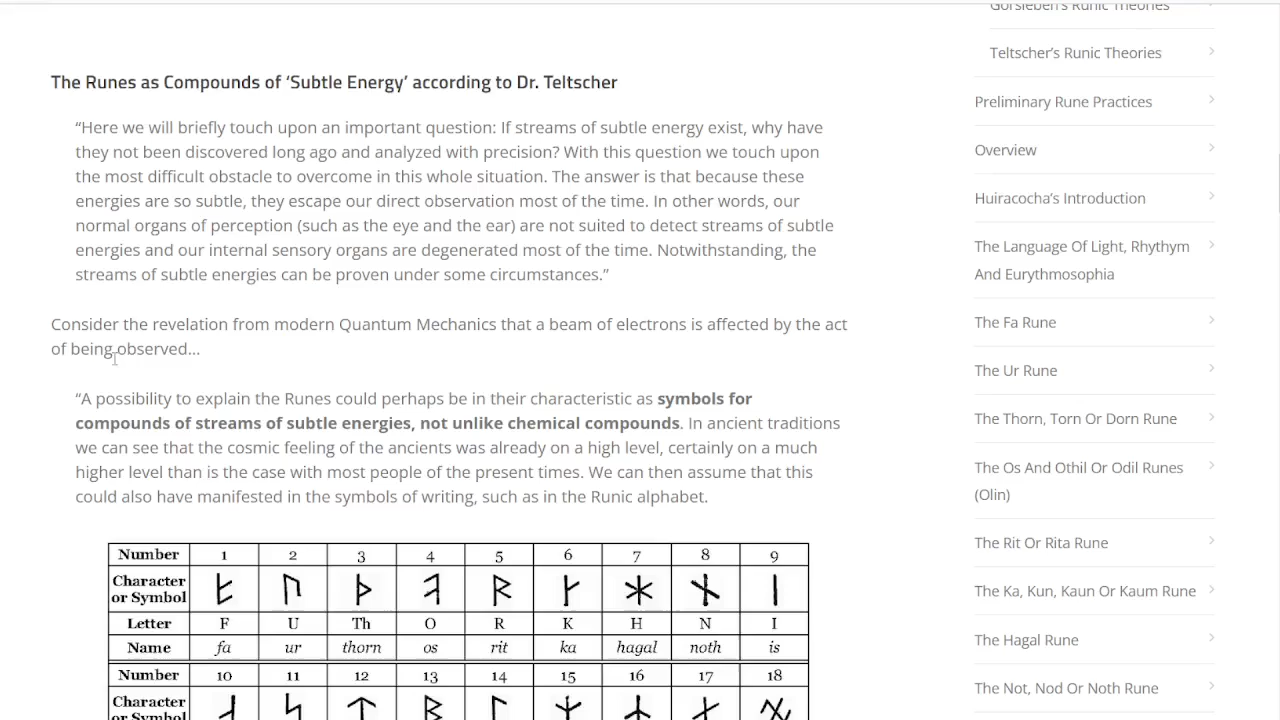 Gorsleben's Runic Theories
The Runes as Compounds of ‘Subtle Energy’ according to Dr. Teltscher
“Here we will briefly touch upon an important question: If streams of subtle energy exist, why have
they not been discovered long ago and analyzed with precision? With this question we touch upon
the most difficult obstacle to overcome in this whole situation. The answer is that because these
energies are so subtle, they escape our direct observation most of the time. In other words, our
normal organs of perception (such as the eye and the ear) are not suited to detect streams of subtle
energies and our internal sensory organs are degenerated most of the time. Notwithstanding, the
streams of subtle energies can be proven under some circumstances.”
Consider the revelation from modern Quantum Mechanics that a beam of electrons is affected by the act
of being observed...
“A possibility to explain the Runes could perhaps be in their characteristic as symbols for
compounds of streams of subtle energies, not unlike chemical compounds. In ancient traditions
we can see that the cosmic feeling of the ancients was already on a high level, certainly on a much
higher level than is the case with most people of the present times. We can then assume that this
could also have manifested in the symbols of writing, such as in the Runic alphabet.
Number 1 2 3 4 5 6 7 8 9
Character
or Symbol
Letter F U Th O R K H N I
Name fa ur thorn os rit ka hagal noth is
Number 10 11 12 13 14 15 16 17 18
Character
or Symbol
Teltscher’s Runic Theories
Preliminary Rune Practices
Overview
Huiracocha’s Introduction
The Language Of Light, Rhythym
And Eurythmosophia
The Fa Rune
The Ur Rune
The Thorn, Torn Or Dorn Rune
The Os And Othil Or Odil Runes
(Olin)
The Rit Or Rita Rune
The Ka, Kun, Kaun Or Kaum Rune
The Hagal Rune
The Not, Nod Or Noth Rune